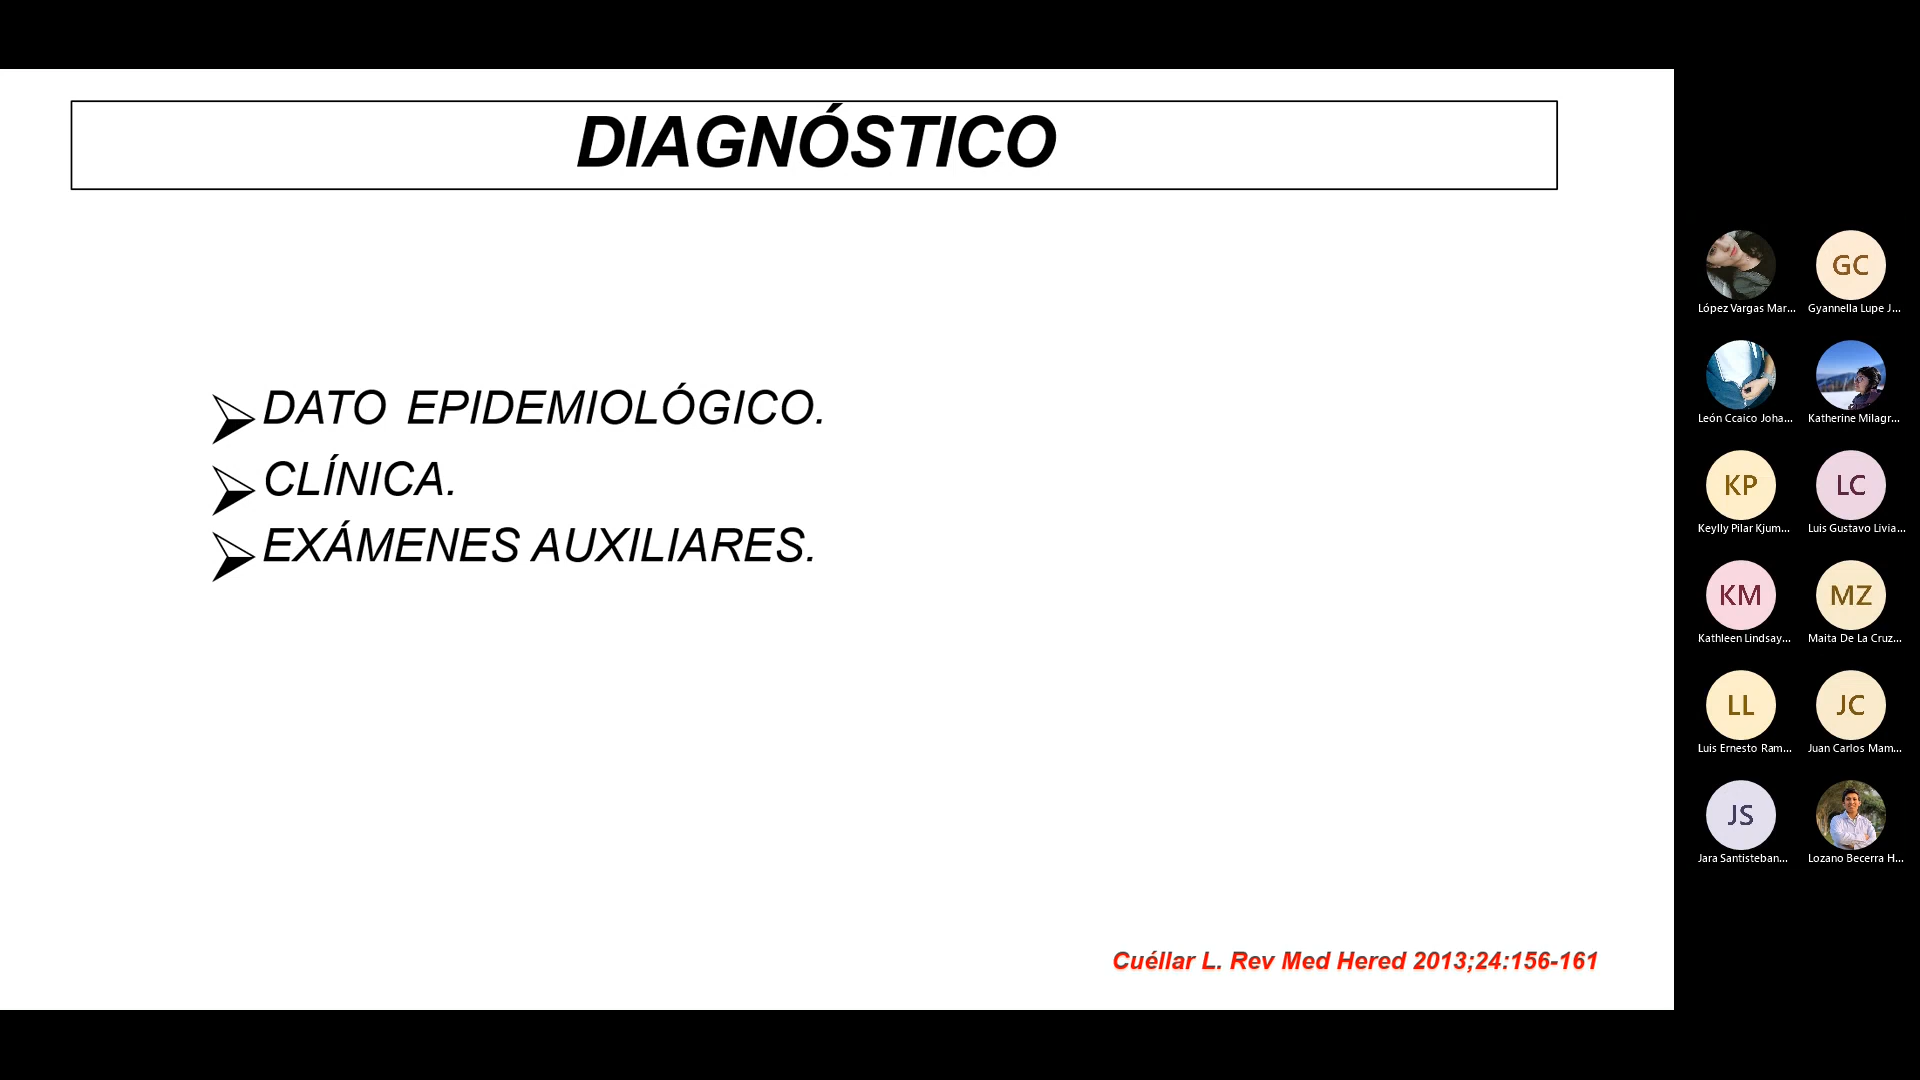 DIAGNÓSTICO
DATO EPIDEMIOLÓGICO.
CLÍNICA.
EXÁMENES AUXILIARES.
Cuéllar L. Rev Med Hered 2013;24:156-161
López Vargas Mar...
GC
Gyannella Lupe J...
León Ccaico Joha...
Katherine Milagr...
KP
Keylly Pilar Kjum...
LC
Luis Gustavo Livia...
KM
Kathleen Lindsay...
MZ
Maita De La Cruz...
LL
Luis Ernesto Ram...
JC
Juan Carlos Mam...
JS
Jara Santisteban...
Lozano Becerra H...